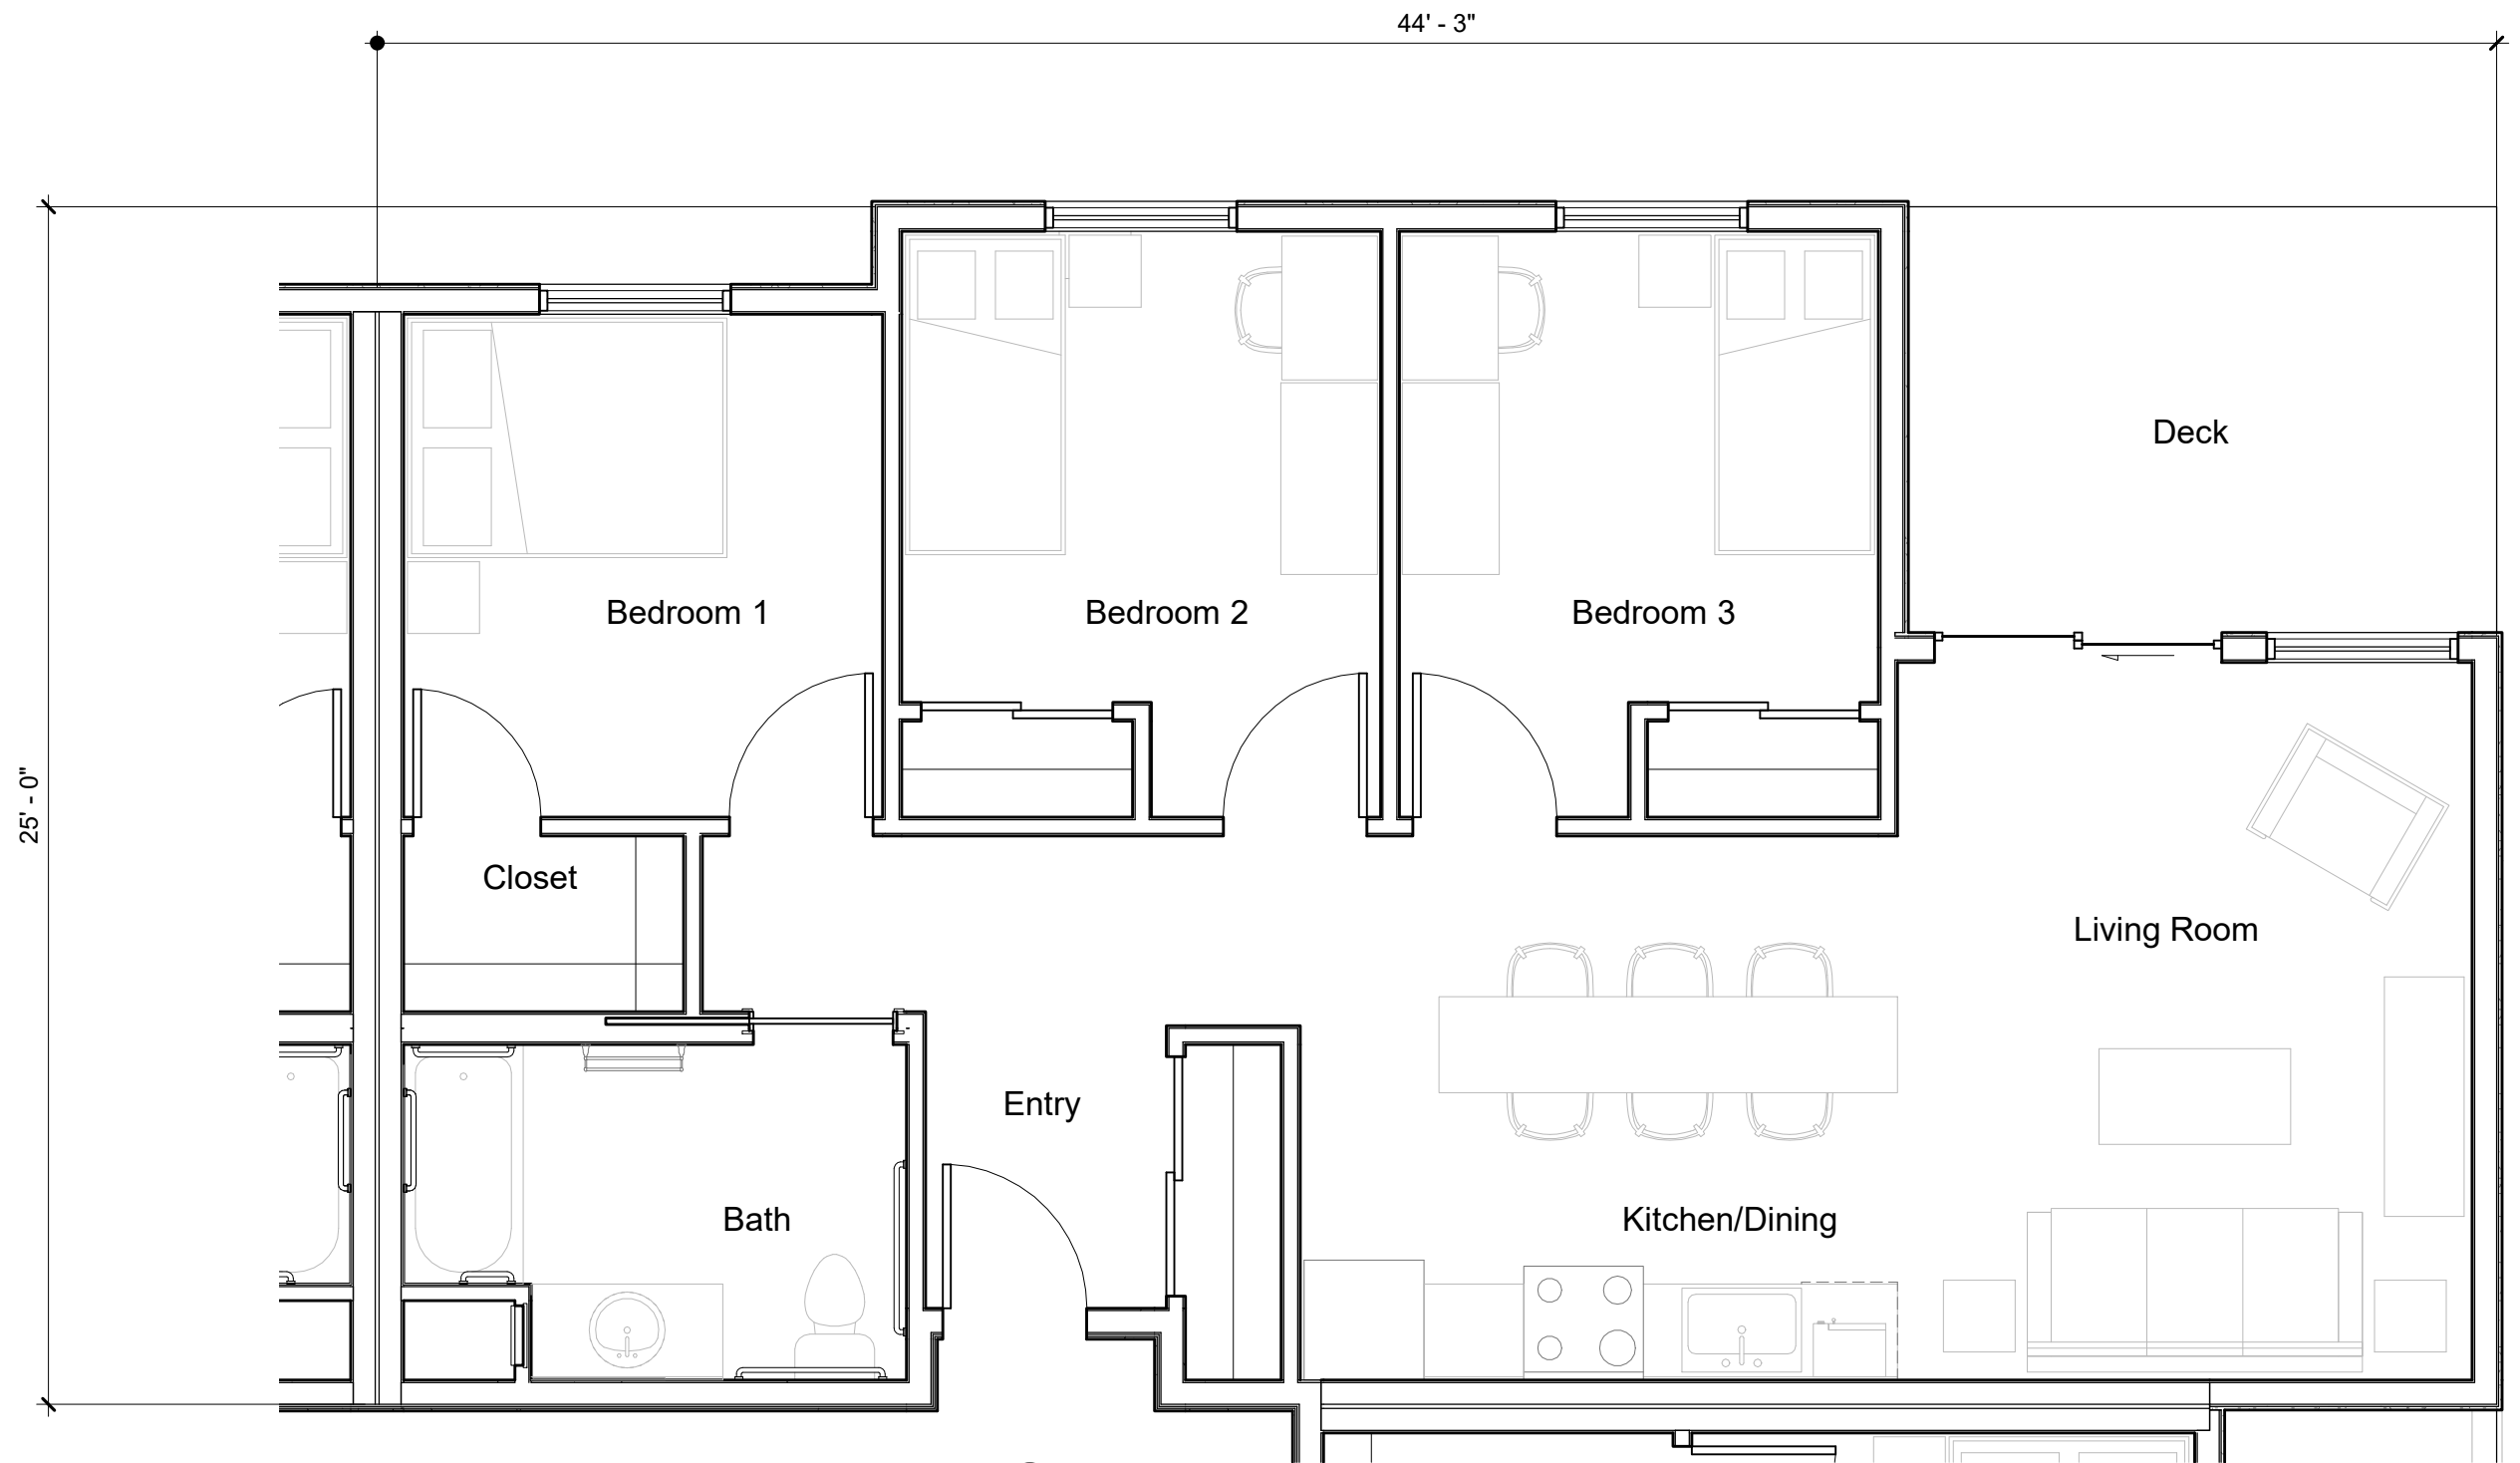 44' - 3"
Deck
Bedroom 1
Bedroom 2
Bedroom 3
25' - 0"
Closet
Living Room
Entry
Bath
Kitchen/Dining